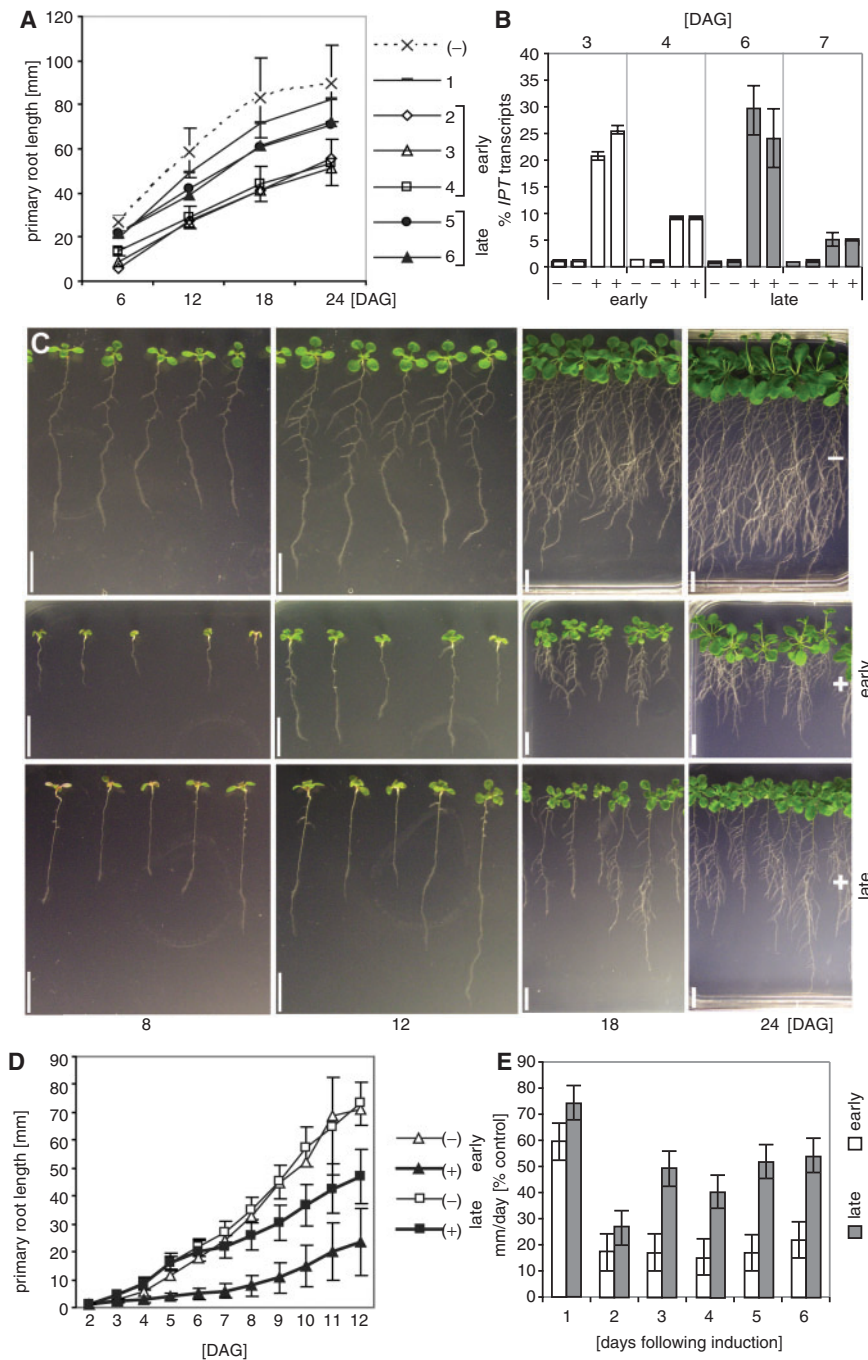 A
primary root length [mm]
120
100
80
60
40
20
0
6 12 18 24 [DAG]
(–)
1
2
3
4
5
6
early
late
B
[DAG]
3 4 6 7
% IPT transcripts
40
35
30
25
20
15
10
5
0
– – + + – – + + – – + + – – + +
early late
C
–
+
early
+
late
8 12 18 24 [DAG]
D
primary root length [mm]
90
80
70
60
50
40
30
20
10
0
2 3 4 5 6 7 8 9 10 11 12
[DAG]
(–)
(+)
early
(–)
(+)
late
E
mm/day [% control]
90
80
70
60
50
40
30
20
10
0
1 2 3 4 5 6
[days following induction]
early
late